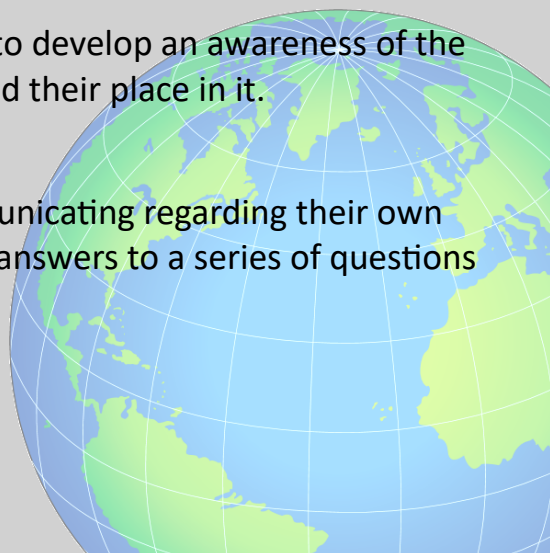 to develop an awareness of the
d their place in it.
unicating regarding their own
answers to a series of questions